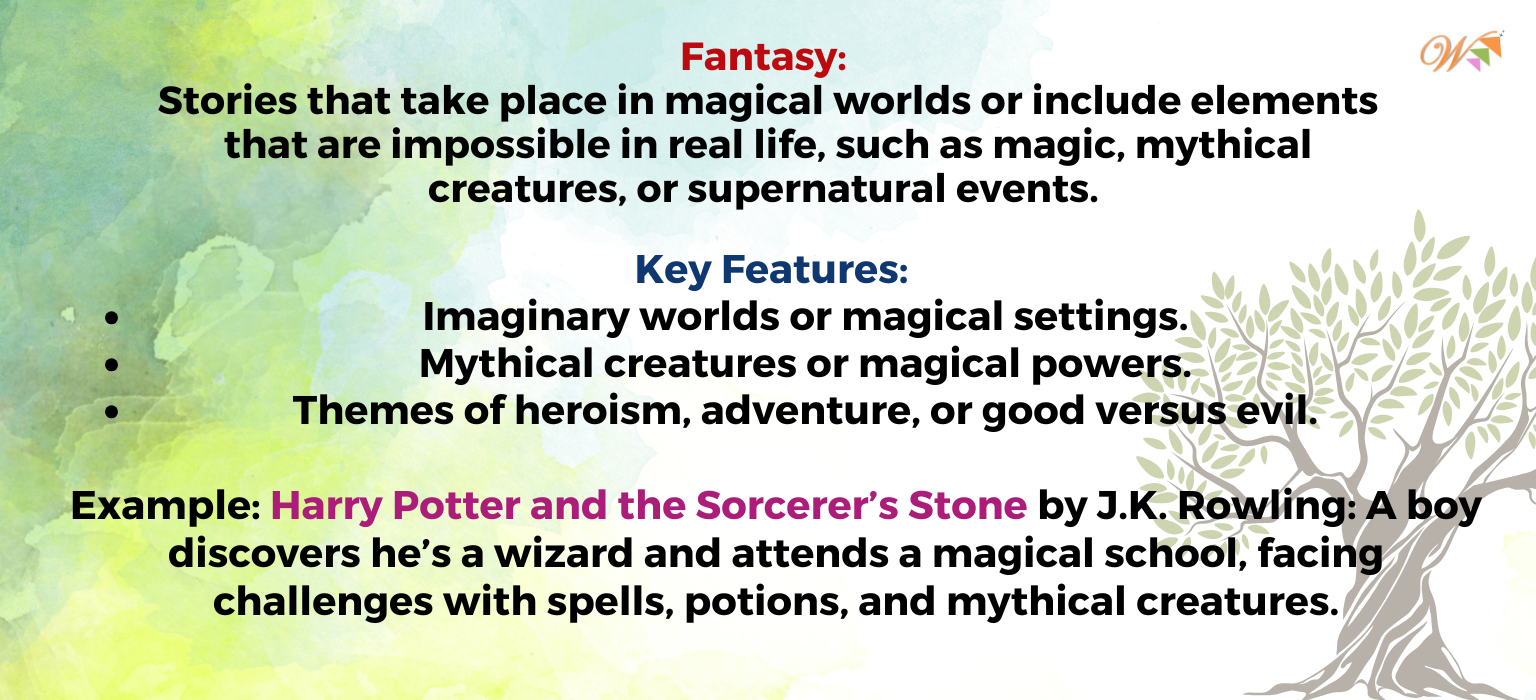 Fantasy:
Stories that take place in magical worlds or include elements
that are impossible in real life, such as magic, mythical
creatures, or supernatural events.
Key Features:
• Imaginary worlds or magical settings.
• Mythical creatures or magical powers.
• Themes of heroism, adventure, or good versus evil.
Example: Harry Potter and the Sorcerer’s Stone by J.K. Rowling: A boy
discovers he’s a wizard and attends a magical school, facing
challenges with spells, potions, and mythical creatures.